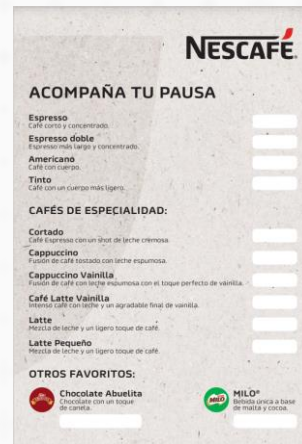 NESCAFÉ
ACOMPAÑA TU PAUSA
Espresso
Café corto y concentrado.
Espresso doble
Espresso más largo y concentrado.
Americano
Café con cuerpo.
Tinto
Café con un cuerpo más ligero.
CAFÉS DE ESPECIALIDAD:
Cortado
Café Espresso con un shot de leche cremosa.
Cappuccino
Fusión de café tostado con leche espumosa.
Cappuccino Vainilla
Fusión de café con leche espumosa con el toque perfecto de vainilla.
Café Latte Vainilla
Intenso café con leche y un agradable final de vainilla.
Latte
Mezcla de leche y un ligero toque de café.
Latte Pequeño
Mezcla de leche y un ligero toque de café.
OTROS FAVORITOS:
Chocolate Abuelita
Chocolate con un toque
de canela.
MILO
MILO®
Bebida única a base
de malta y cocoa.